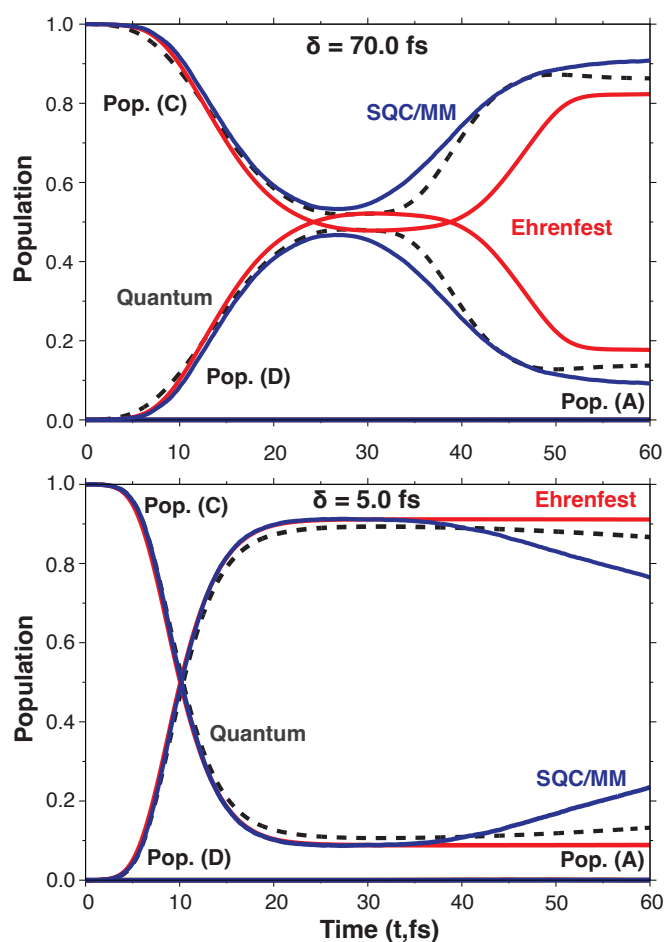 1.0
δ = 70.0 fs
0.8
Pop. (C)
SQC/MM
0.6
Ehrenfest
Population
0.4
Quantum
0.2
Pop. (D)
Pop. (A)
0.0
0 10 20 30 40 50 60
1.0
δ = 5.0 fs
Ehrenfest
Pop. (C)
0.8
0.6
Population
0.4
Quantum
SQC/MM
0.2
Pop. (D)
Pop. (A)
0.0
0 10 20 30 40 50 60
Time (t,fs)